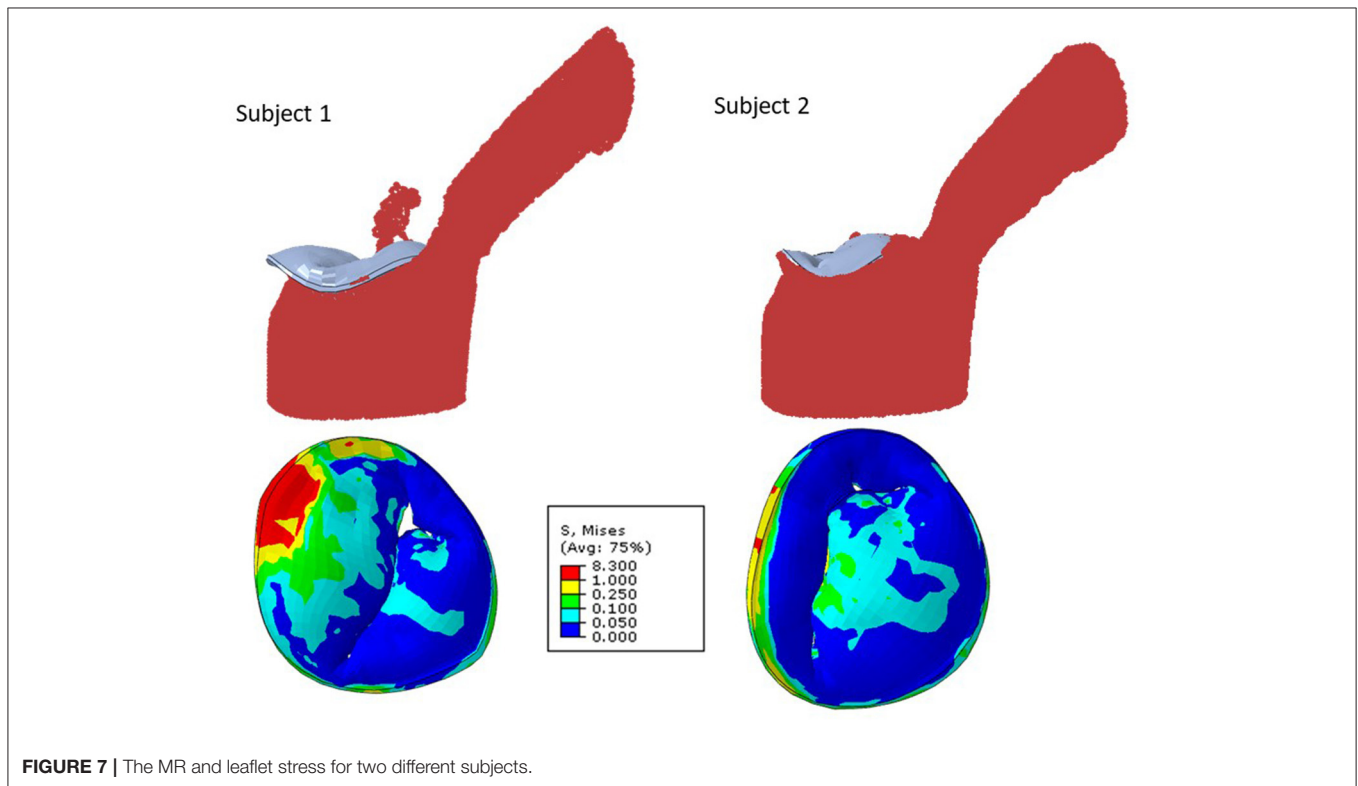 Subject 1
Subject 2
S, Mises
(Avg: 75%)
8.300
1.000
0.250
0.100
0.050
0.000
FIGURE 7 | The MR and leaflet stress for two different subjects.